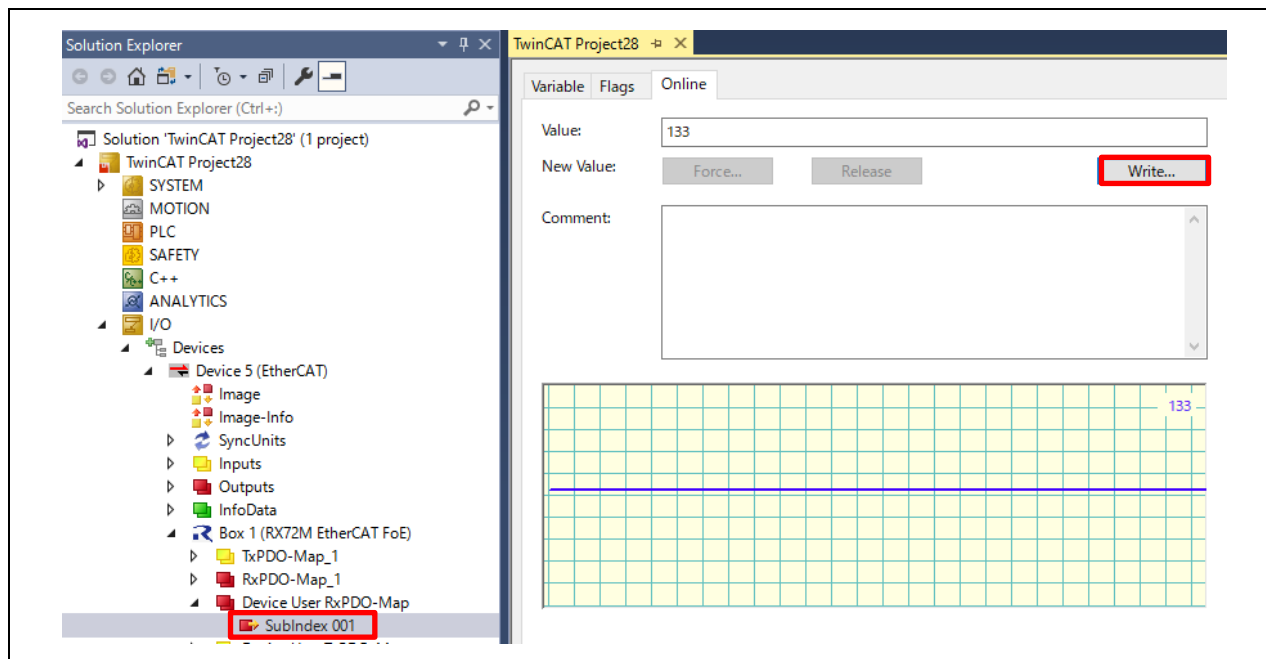 Solution Explorer
Search Solution Explorer (Ctrl+:)
Solution 'TwinCAT Project28' (1 project)
TwinCAT Project28
SYSTEM
MOTION
PLC
SAFETY
C++
ANALYTICS
I/O
Devices
Device 5 (EtherCAT)
Image
Image-Info
SyncUnits
Inputs
Outputs
InfoData
Box 1 (RX72M EtherCAT FoE)
TxPDO-Map_1
RxPDO-Map_1
Device User RxPDO-Map
SubIndex 001
TwinCAT Project28
Variable Flags Online
Value: 133
New Value: Force... Release Write...
Comment:
133